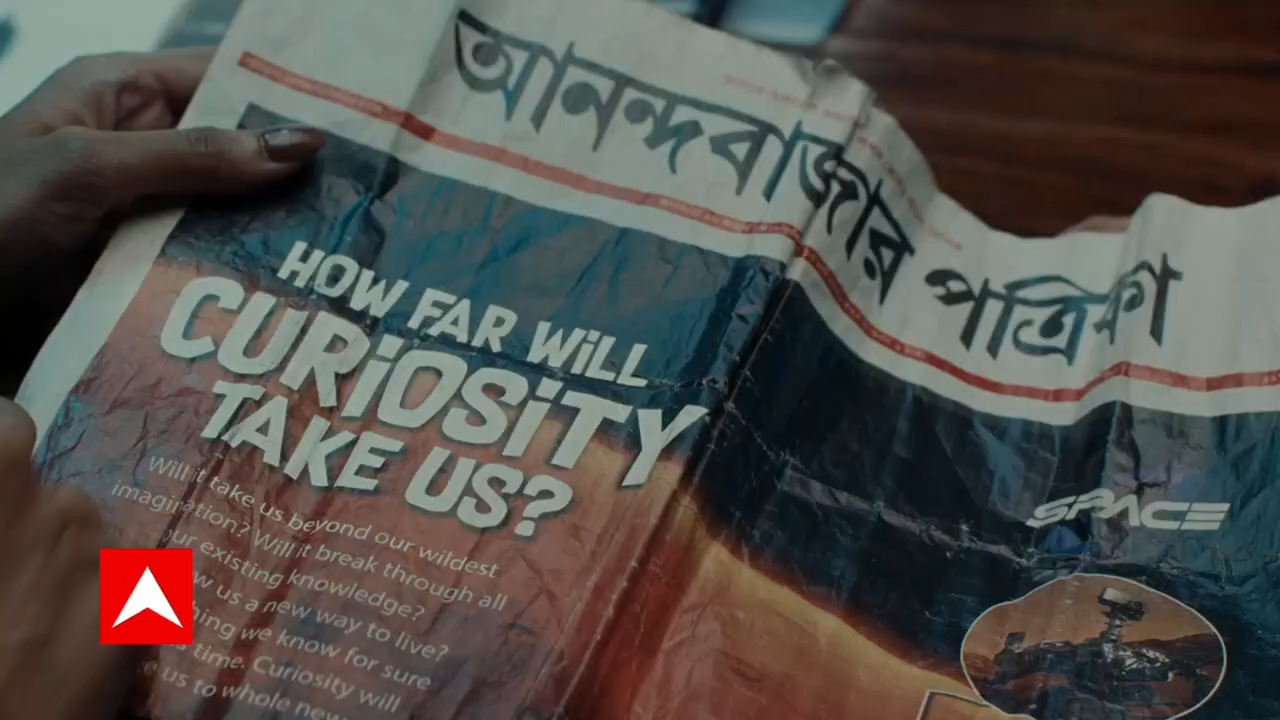 আনন্দবাজার পত্রিকা
HOW FAR WiLL
CURiOSiTY
TAKE US?
Will it take us beyond our wildest
imagination? Will it break through all
our existing knowledge?
us a new way to live?
we know for sure
time. Curiosity will
us to whole new
SPACE